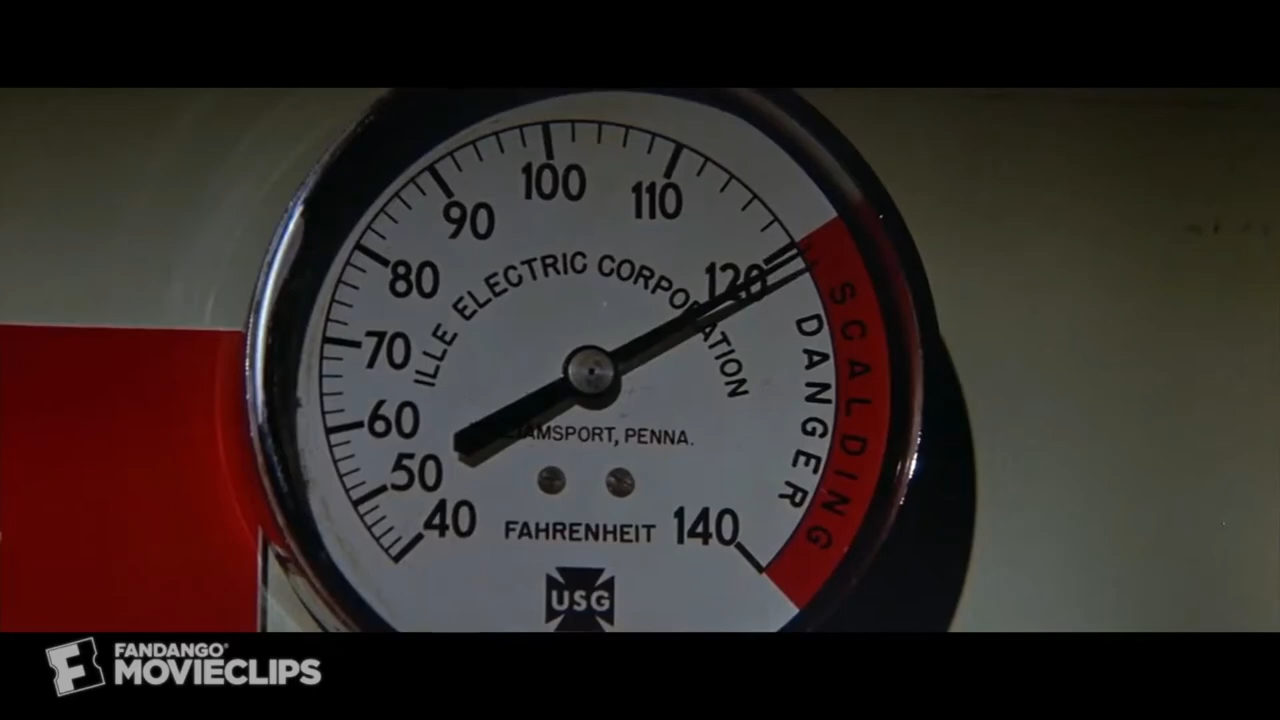 100
110
90
120
80
70
60
50
40
140
ILLE ELECTRIC CORPORATION
PENNA.
FAHRENHEIT
USG
DANGER
SCALDING
FANDANGO
MOVIECLIPS